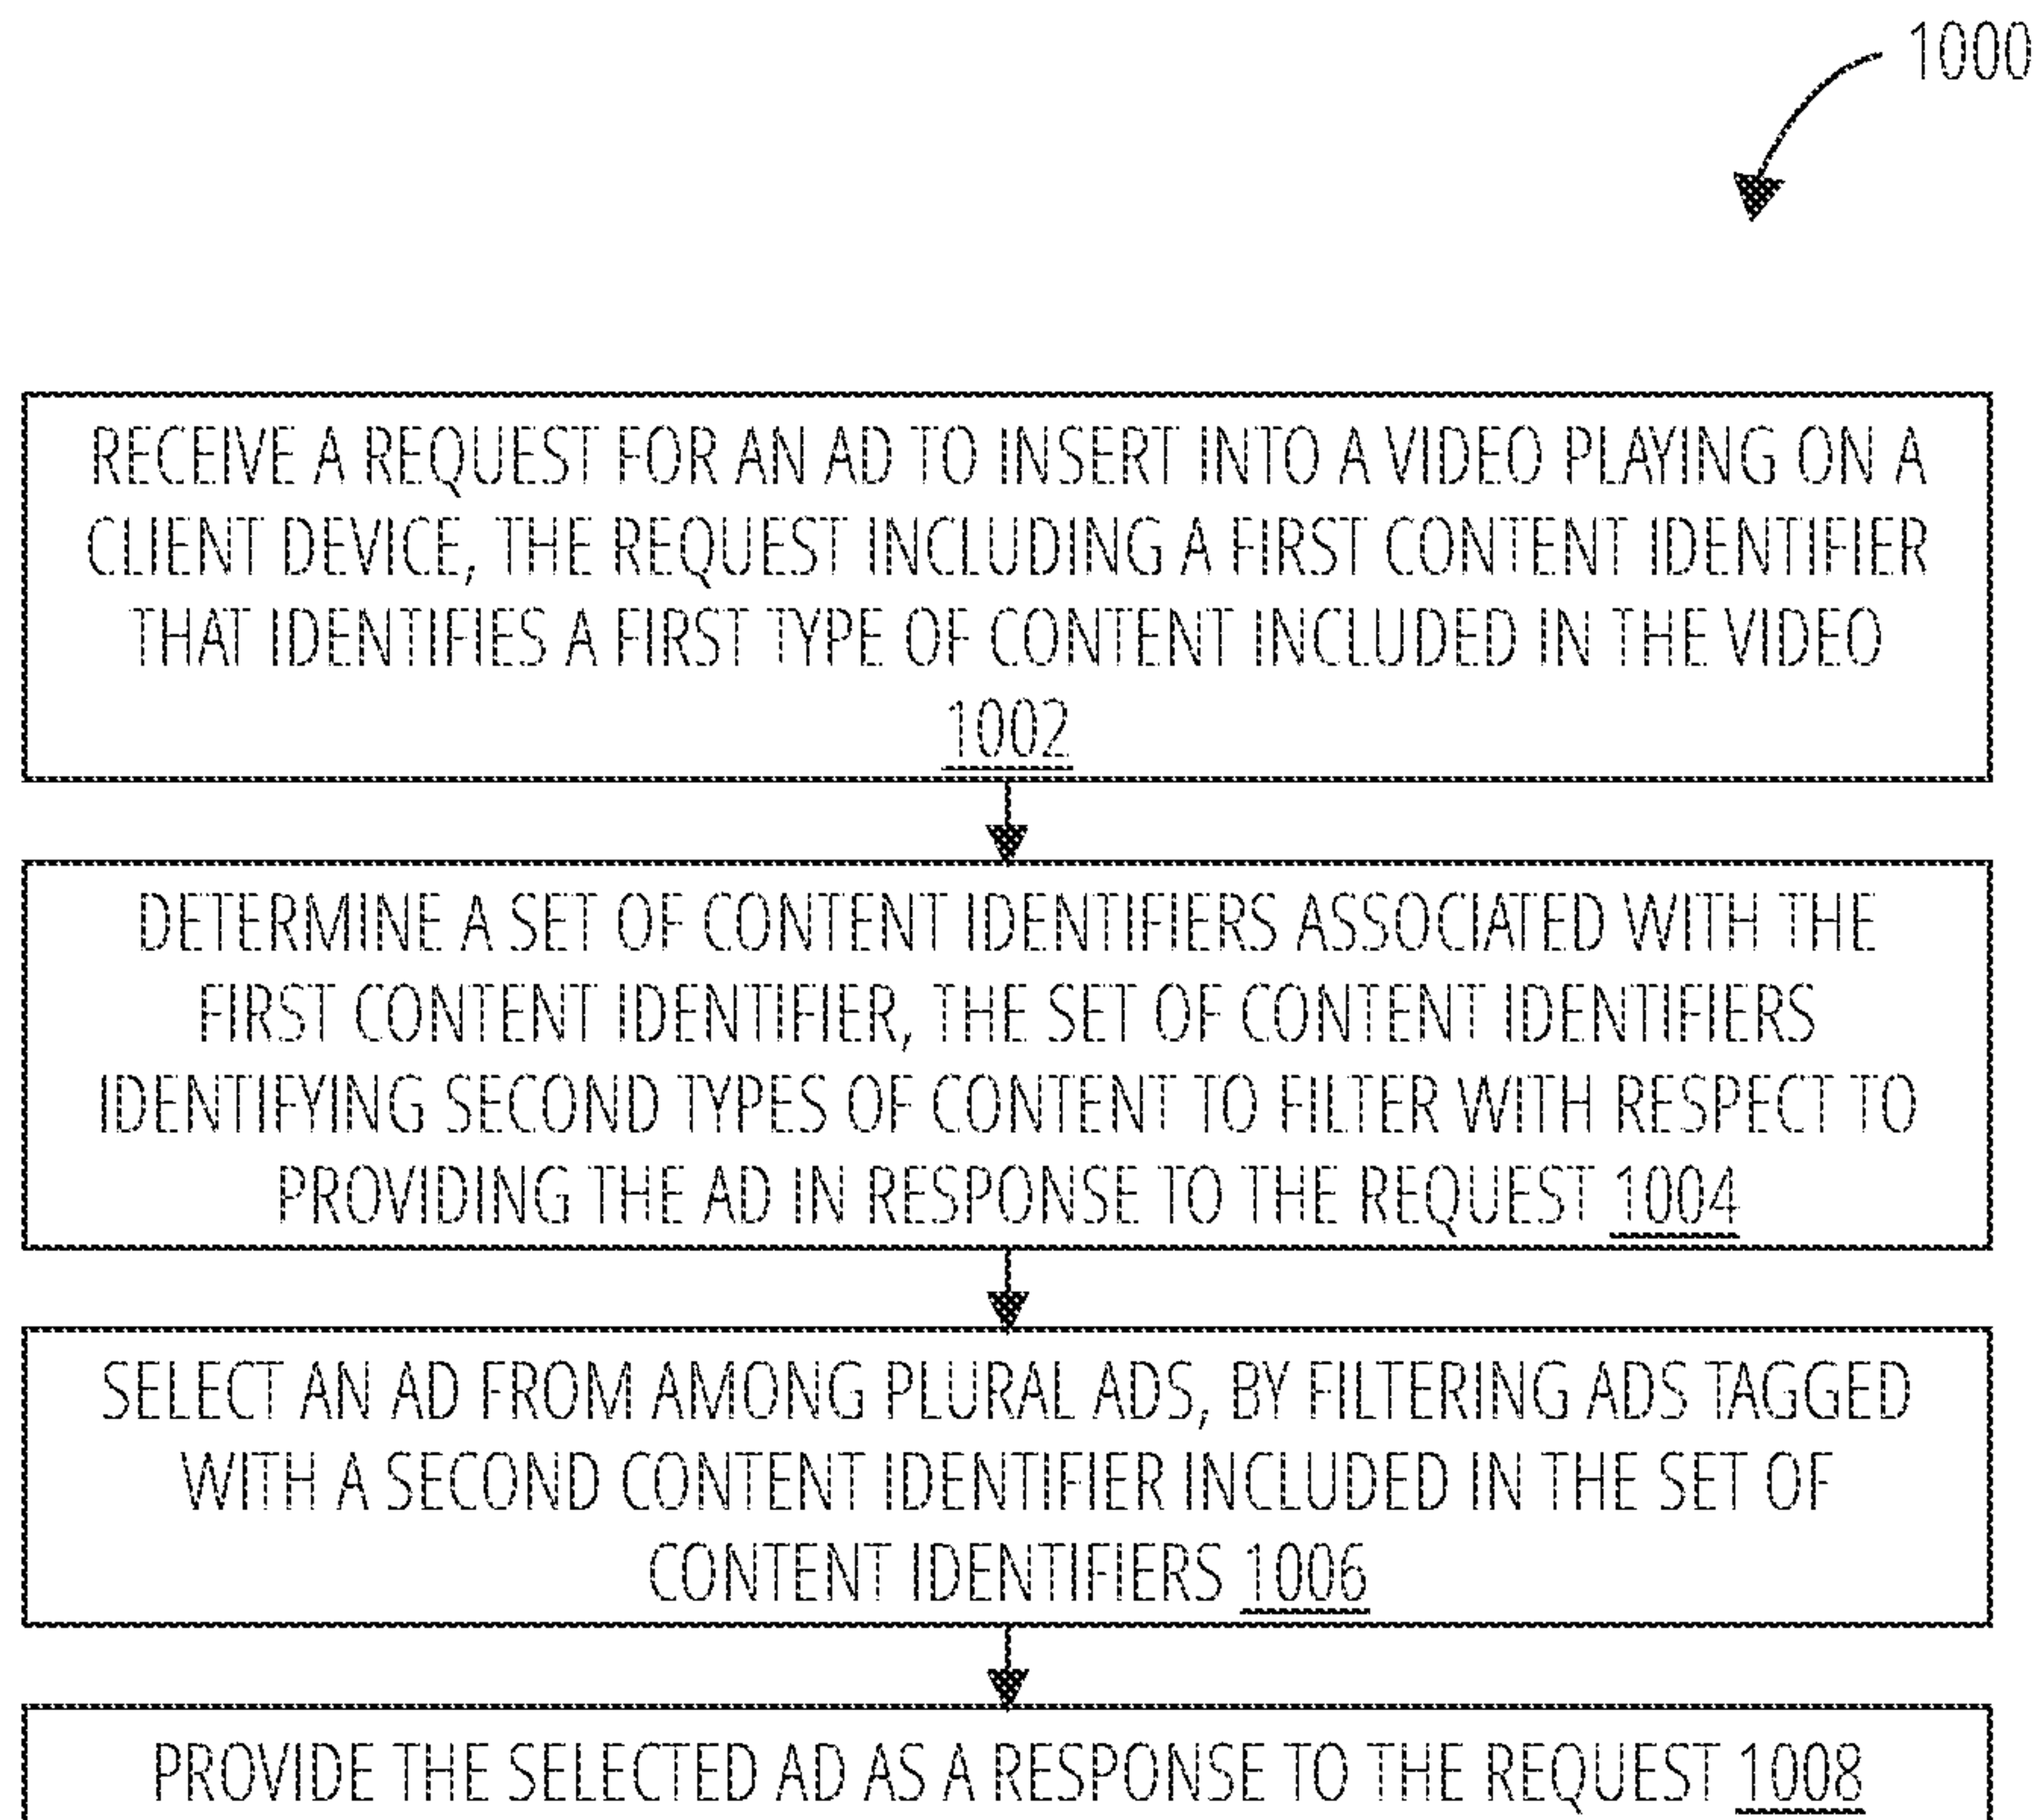 1000
RECEIVE A REQUEST FOR AN AD TO INSERT INTO A VIDEO PLAYING ON A
CLIENT DEVICE, THE REQUEST INCLUDING A FIRST CONTENT IDENTIFIER
THAT IDENTIFIES A FIRST TYPE OF CONTENT INCLUDED IN THE VIDEO
1002
DETERMINE A SET OF CONTENT IDENTIFIERS ASSOCIATED WITH THE
FIRST CONTENT IDENTIFIER, THE SET OF CONTENT IDENTIFIERS
IDENTIFYING SECOND TYPES OF CONTENT TO FILTER WITH RESPECT TO
PROVIDING THE AD IN RESPONSE TO THE REQUEST 1004
SELECT AN AD FROM AMONG PLURAL ADS, BY FILTERING ADS TAGGED
WITH A SECOND CONTENT IDENTIFIER INCLUDED IN THE SET OF
CONTENT IDENTIFIERS 1006
PROVIDE THE SELECTED AD AS A RESPONSE TO THE REQUEST 1008